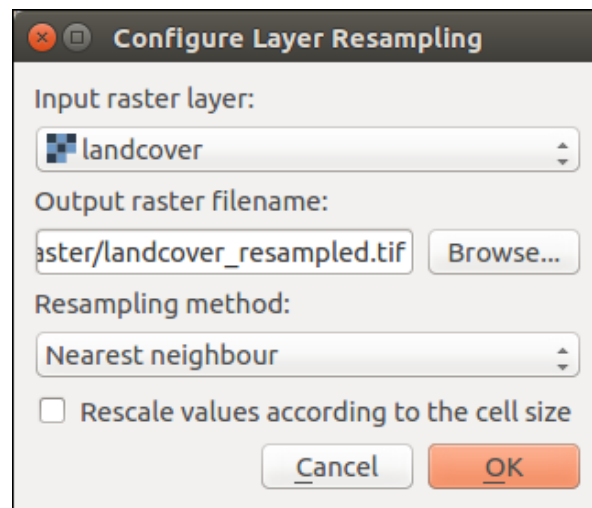 Configure Layer Resampling
Input raster layer:
landcover
Output raster filename:
aster/landcover_resampled.tif Browse...
Resampling method:
Nearest neighbour
Rescale values according to the cell size
Cancel OK